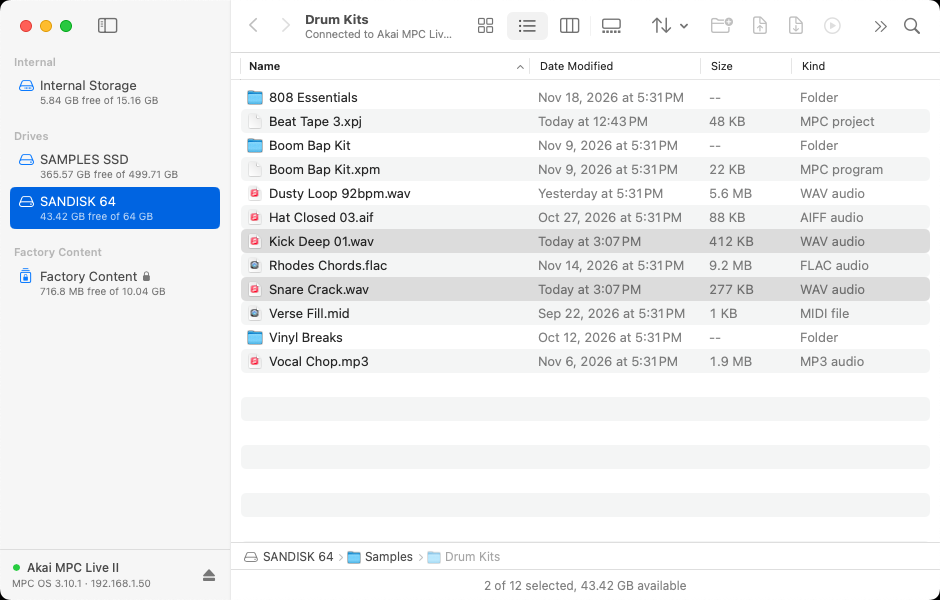 Drum Kits
Connected to Akai MPC Liv...
Internal
Internal Storage
5.84 GB free of 15.16 GB
Drives
SAMPLES SSD
365.57 GB free of 499.71 GB
SANDISK 64
43.42 GB free of 64 GB
Factory Content
Factory Content
716.8 MB free of 10.04 GB
Akai MPC Live II
MPC OS 3.10.1 · 192.168.1.50
Name Date Modified Size Kind
808 Essentials Nov 18, 2026 at 5:31 PM -- Folder
Beat Tape 3.xpj Today at 12:43 PM 48 KB MPC project
Boom Bap Kit Nov 9, 2026 at 5:31 PM -- Folder
Boom Bap Kit.xpm Nov 9, 2026 at 5:31 PM 22 KB MPC program
Dusty Loop 92bpm.wav Yesterday at 5:31 PM 5.6 MB WAV audio
Hat Closed 03.aif Oct 27, 2026 at 5:31 PM 88 KB AIFF audio
Kick Deep 01.wav Today at 3:07 PM 412 KB WAV audio
Rhodes Chords.flac Nov 14, 2026 at 5:31 PM 9.2 MB FLAC audio
Snare Crack.wav Today at 3:07 PM 277 KB WAV audio
Verse Fill.mid Sep 22, 2026 at 5:31 PM 1 KB MIDI file
Vinyl Breaks Oct 12, 2026 at 5:31 PM -- Folder
Vocal Chop.mp3 Nov 6, 2026 at 5:31 PM 1.9 MB MP3 audio
SANDISK 64 › Samples › Drum Kits
2 of 12 selected, 43.42 GB available